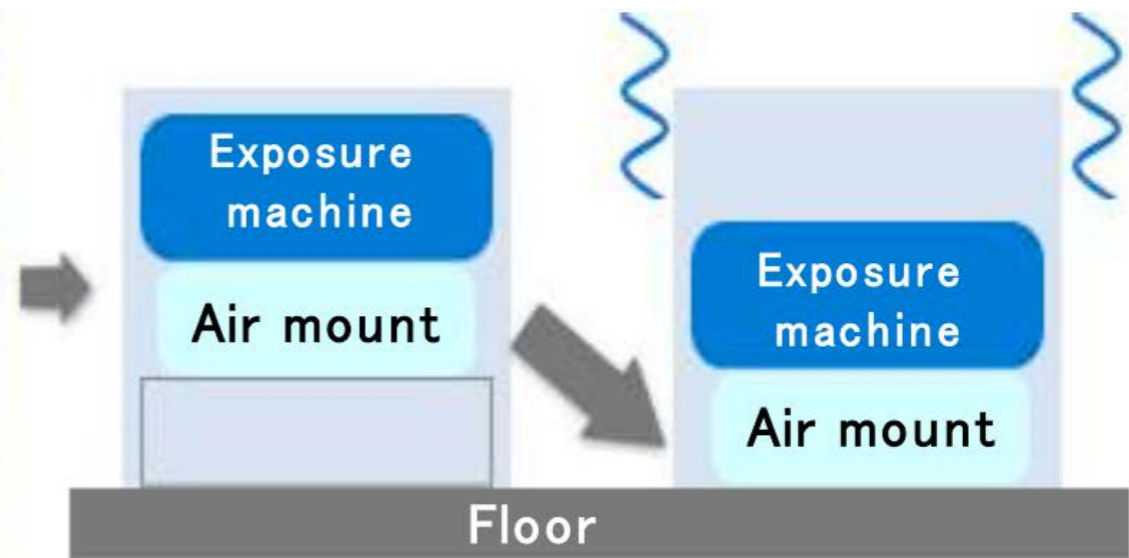 Exposure
machine
Air mount
Exposure
machine
Air mount
Floor